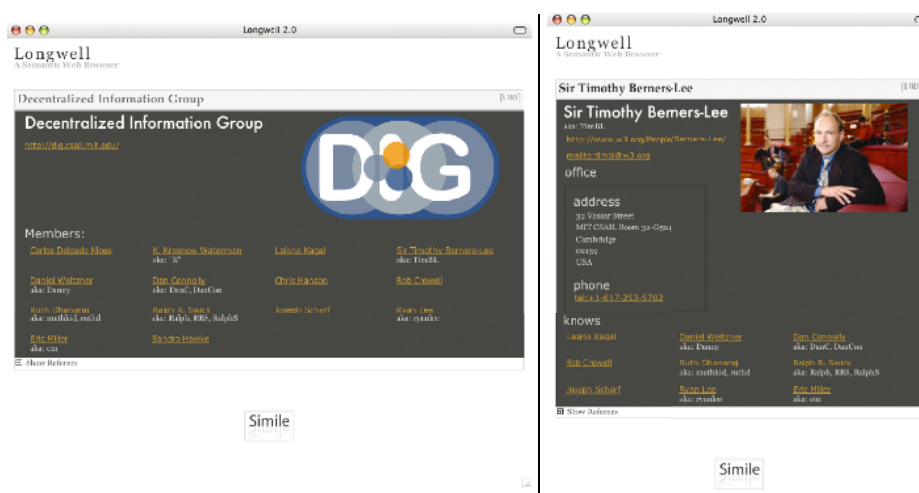 Longwell 2.0
Longwell
A Semantic Web Browser
Decentralized Information Group [URI]
Decentralized Information Group
http://dig.csail.mit.edu/
DIG
Members:
Carlos Delgado Kloos K. Krasnow Waterman Lalana Kagal Sir Timothy Berners-Lee
aka: "K" aka: TimBL
Daniel Weitzner Dan Connolly Chris Hanson Rob Crowell
aka: Danny aka: DanC, DanCon
Ruth Dhanaraj Ralph R. Swick Joseph Scharf Ryan Lee
aka: mathkid, ruthd aka: Ralph, RRS, RalphS aka: ryanlee
Eric Miller Sandro Hawke
aka: em
Show Referers
Simile
Longwell 2.0
Longwell
A Semantic Web Browser
Sir Timothy Berners-Lee [URI]
Sir Timothy Berners-Lee
aka: TimBL
http://www.w3.org/People/Berners-Lee/
mailto:timbl@w3.org
office
address
32 Vassar Street
MIT CSAIL Room 32-G524
Cambridge
02139
USA
phone
tel:+1-617-253-5702
knows
Lalana Kagal Daniel Weitzner Dan Connolly
aka: Danny aka: DanC, DanCon
Rob Crowell Ruth Dhanaraj Ralph R. Swick
aka: mathkid, ruthd aka: Ralph, RRS, RalphS
Joseph Scharf Ryan Lee Eric Miller
aka: ryanlee aka: em
Show Referers
Simile